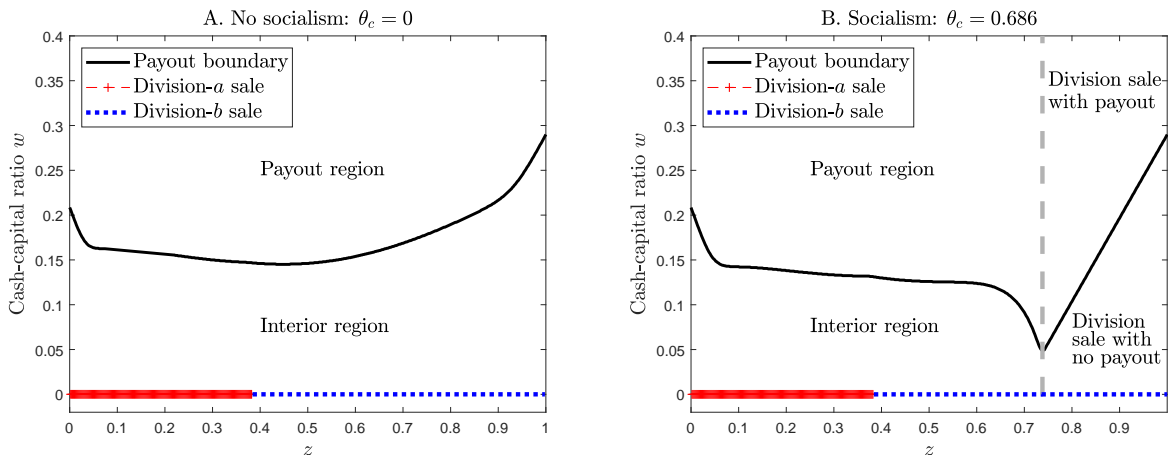 A. No socialism: θc = 0
Payout boundary
Division-a sale
Division-b sale
Payout region
Interior region
Cash-capital ratio w
0.4
0.35
0.3
0.25
0.2
0.15
0.1
0.05
0
0 0.1 0.2 0.3 0.4 0.5 0.6 0.7 0.8 0.9 1
z
B. Socialism: θc = 0.686
Payout boundary
Division-a sale
Division-b sale
Division sale
with payout
Payout region
Interior region
Division
sale with
no payout
Cash-capital ratio w
0.4
0.35
0.3
0.25
0.2
0.15
0.1
0.05
0
0 0.1 0.2 0.3 0.4 0.5 0.6 0.7 0.8 0.9
z